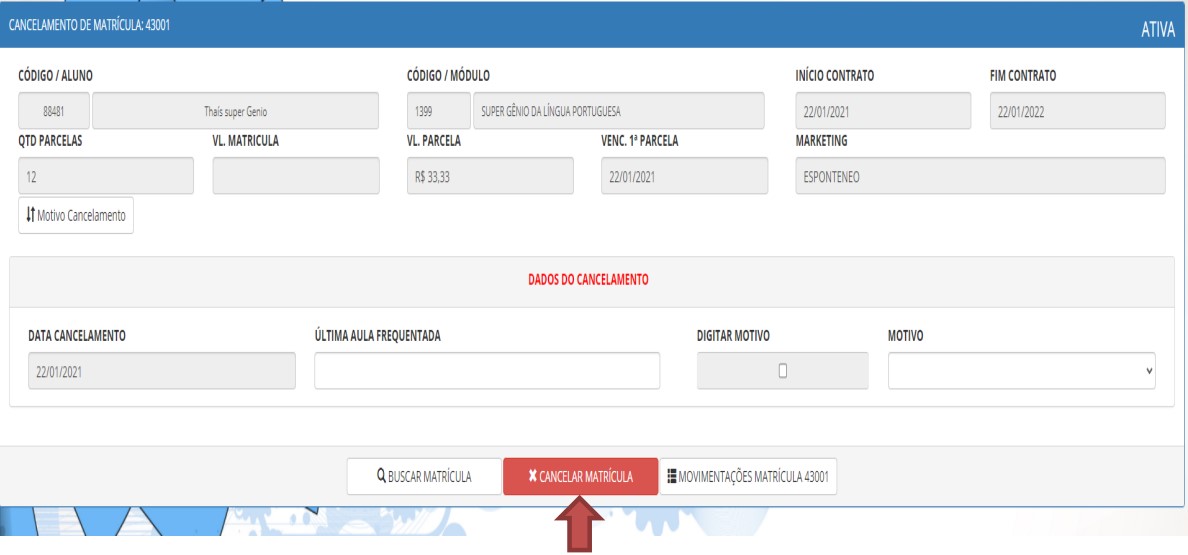 CANCELAMENTO DE MATRÍCULA: 43001
ATIVA
CÓDIGO / ALUNO
CÓDIGO / MÓDULO
INÍCIO CONTRATO
FIM CONTRATO
88481
Thaís super Genio
1399
SUPER GÊNIO DA LÍNGUA PORTUGUESA
22/01/2021
22/01/2022
QTD PARCELAS
VL. MATRICULA
VL. PARCELA
VENC. 1ª PARCELA
MARKETING
12
R$ 33,33
22/01/2021
ESPONTENEO
Motivo Cancelamento
DADOS DO CANCELAMENTO
DATA CANCELAMENTO
ÚLTIMA AULA FREQUENTADA
DIGITAR MOTIVO
MOTIVO
22/01/2021
BUSCAR MATRÍCULA
CANCELAR MATRÍCULA
MOVIMENTAÇÕES MATRÍCULA 43001